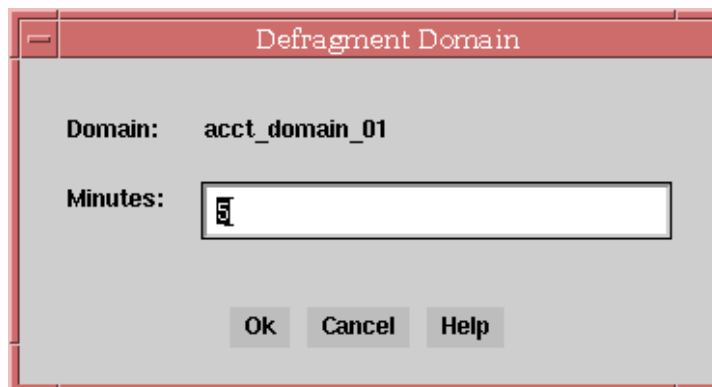 Defragment Domain
Domain: acct_domain_01
Minutes: 5
Ok Cancel Help